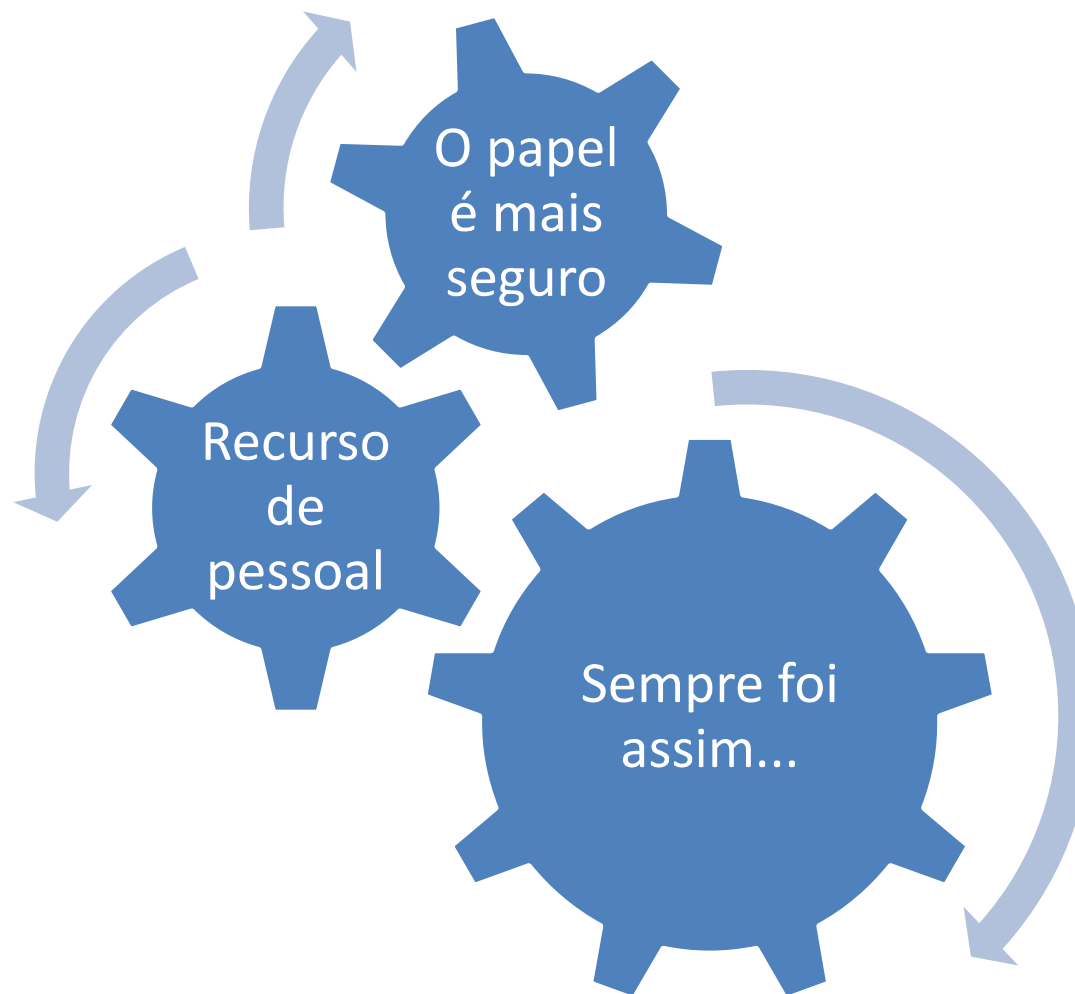 O papel
é mais
seguro
Recurso
de
pessoal
Sempre foi
assim...